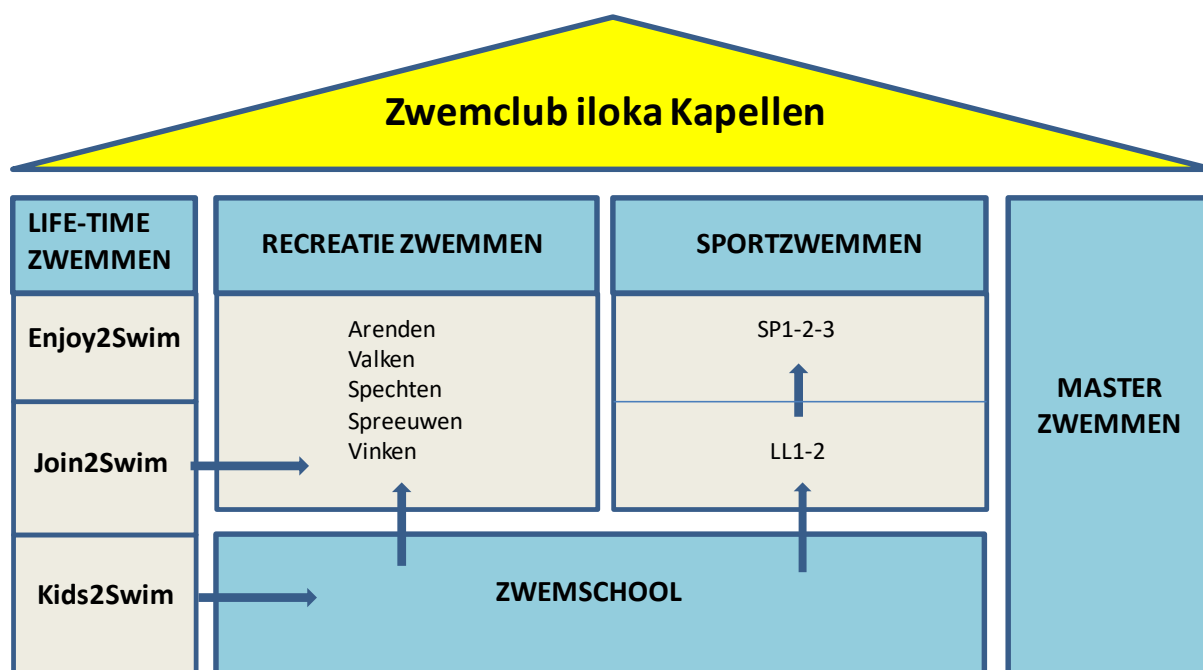 Zwemclub iloka Kapellen
LIFE-TIME
ZWEMMEN
Enjoy2Swim
Join2Swim
Kids2Swim
RECREATIE ZWEMMEN
Arenden
Valken
Spechten
Spreeuwen
Vinken
SPORTZWEMMEN
SP1-2-3
LL1-2
ZWEMSCHOOL
MASTER
ZWEMMEN